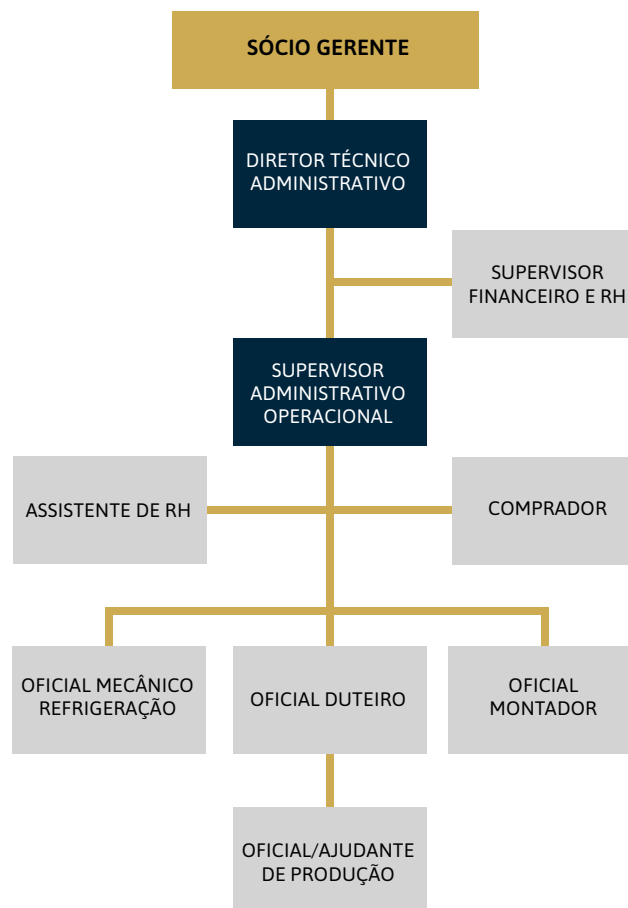 SÓCIO GERENTE
DIRETOR TÉCNICO
ADMINISTRATIVO
SUPERVISOR
FINANCEIRO E RH
SUPERVISOR
ADMINISTRATIVO
OPERACIONAL
ASSISTENTE DE RH
COMPRADOR
OFICIAL MECÂNICO
REFRIGERAÇÃO
OFICIAL DUTEIRO
OFICIAL
MONTADOR
OFICIAL/AJUDANTE
DE PRODUÇÃO